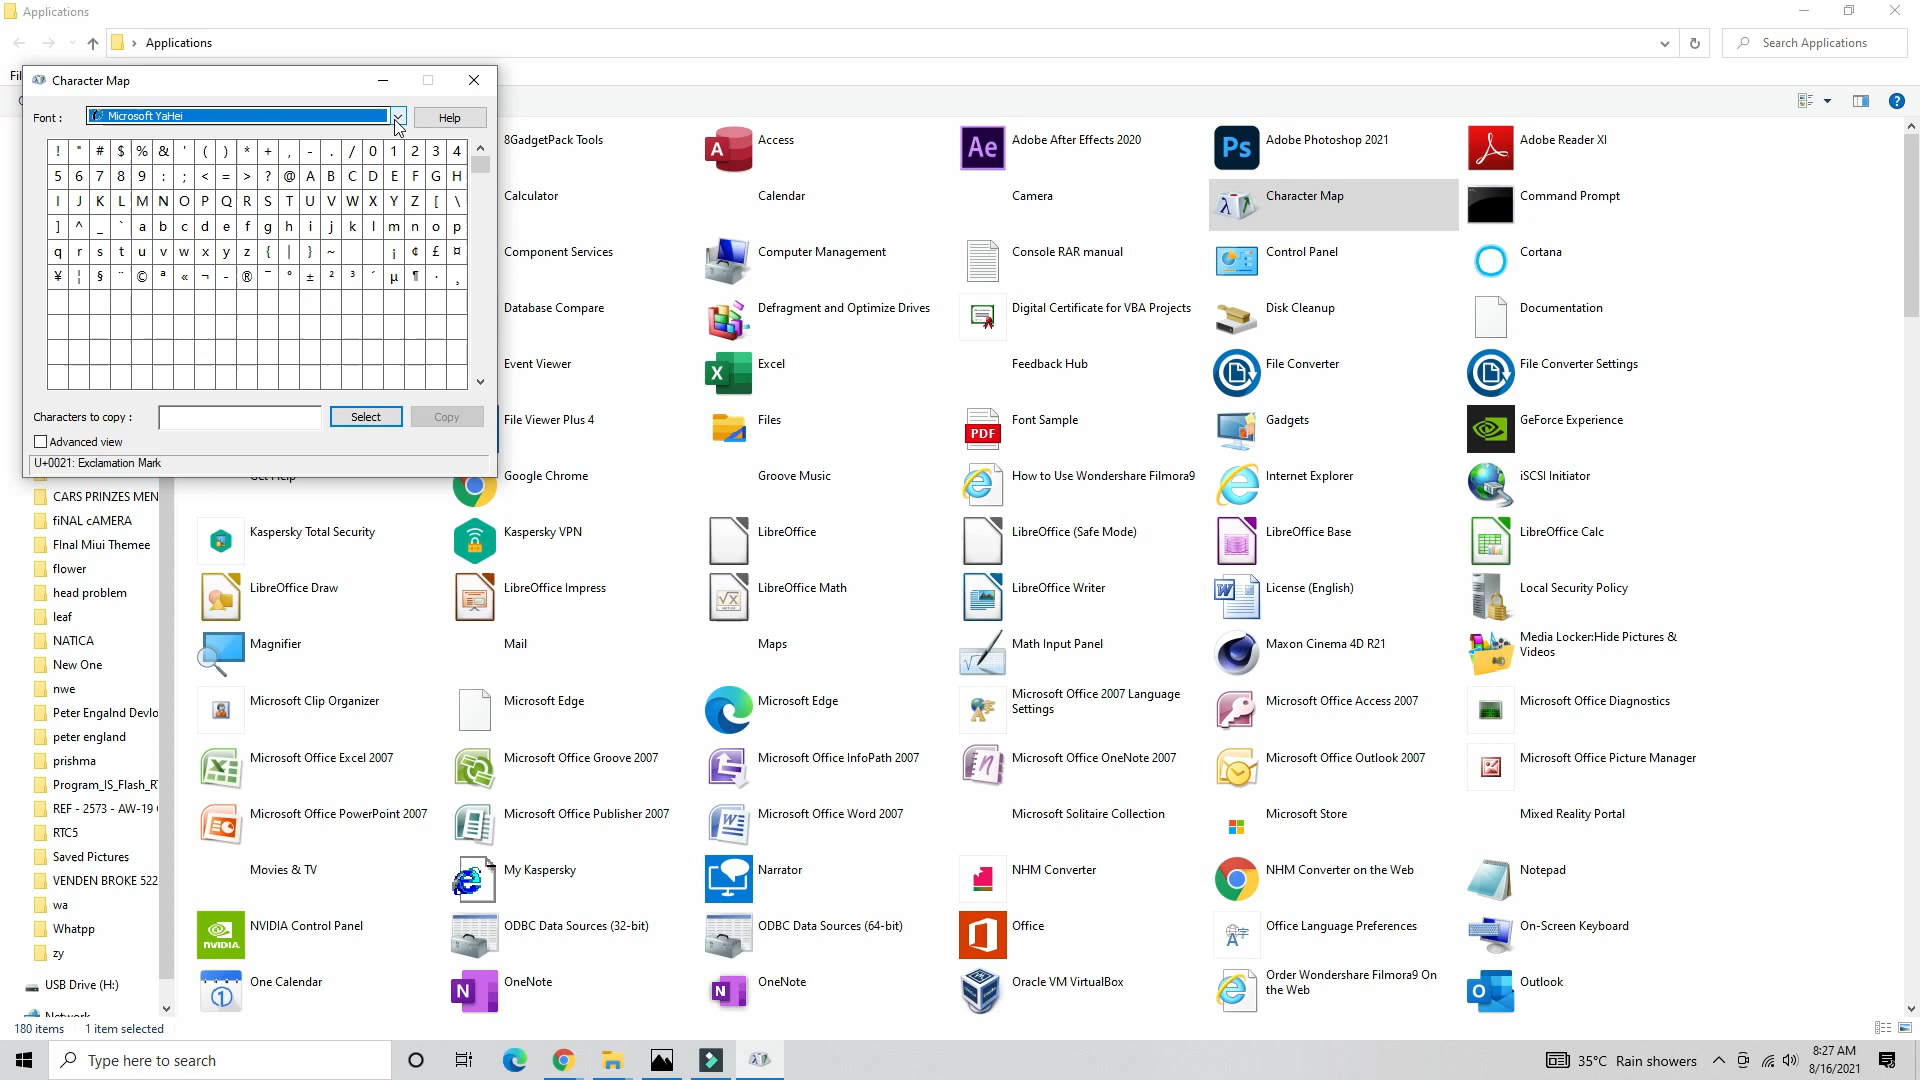 Applications
Applications
Search Applications
Fil
Character Map
Font :
Microsoft YaHei
Help
! " # $ % & ' ( ) * + , - . / 0 1 2 3 4
5 6 7 8 9 : ; < = > ? @ A B C D E F G H
I J K L M N O P Q R S T U V W X Y Z [ \
] ^ _ ` a b c d e f g h i j k l m n o p
q r s t u v w x y z { | } ~ ¡ ¢ £ ¤
¥ ¦ § ¨ © ª « ¬ - ® ¯ ° ± ² ³ ´ µ ¶ · ¸
Characters to copy :
Select
Copy
Advanced view
U+0021: Exclamation Mark
8GadgetPack Tools
Access
Adobe After Effects 2020
Adobe Photoshop 2021
Adobe Reader XI
Calculator
Calendar
Camera
Character Map
Command Prompt
Component Services
Computer Management
Console RAR manual
Control Panel
Cortana
Database Compare
Defragment and Optimize Drives
Digital Certificate for VBA Projects
Disk Cleanup
Documentation
Event Viewer
Excel
Feedback Hub
File Converter
File Converter Settings
File Viewer Plus 4
Files
Font Sample
Gadgets
GeForce Experience
Get Help
Google Chrome
Groove Music
How to Use Wondershare Filmora9
Internet Explorer
iSCSI Initiator
Kaspersky Total Security
Kaspersky VPN
LibreOffice
LibreOffice (Safe Mode)
LibreOffice Base
LibreOffice Calc
LibreOffice Draw
LibreOffice Impress
LibreOffice Math
LibreOffice Writer
License (English)
Local Security Policy
Magnifier
Mail
Maps
Math Input Panel
Maxon Cinema 4D R21
Media Locker:Hide Pictures &
Videos
Microsoft Clip Organizer
Microsoft Edge
Microsoft Edge
Microsoft Office 2007 Language
Settings
Microsoft Office Access 2007
Microsoft Office Diagnostics
Microsoft Office Excel 2007
Microsoft Office Groove 2007
Microsoft Office InfoPath 2007
Microsoft Office OneNote 2007
Microsoft Office Outlook 2007
Microsoft Office Picture Manager
Microsoft Office PowerPoint 2007
Microsoft Office Publisher 2007
Microsoft Office Word 2007
Microsoft Solitaire Collection
Microsoft Store
Mixed Reality Portal
Movies & TV
My Kaspersky
Narrator
NHM Converter
NHM Converter on the Web
Notepad
NVIDIA Control Panel
ODBC Data Sources (32-bit)
ODBC Data Sources (64-bit)
Office
Office Language Preferences
On-Screen Keyboard
One Calendar
OneNote
OneNote
Oracle VM VirtualBox
Order Wondershare Filmora9 On
the Web
Outlook
CARS PRINZES MEN
fiNAL cAMERA
FInal Miui Themee
flower
head problem
leaf
NATICA
New One
nwe
Peter Engalnd Devlo
peter england
prishma
Program_IS_Flash_R
REF - 2573 - AW-19
RTC5
Saved Pictures
VENDEN BROKE 522
wa
Whatpp
zy
USB Drive (H:)
Network
180 items
1 item selected
Type here to search
35°C Rain showers
8:27 AM
8/16/2021